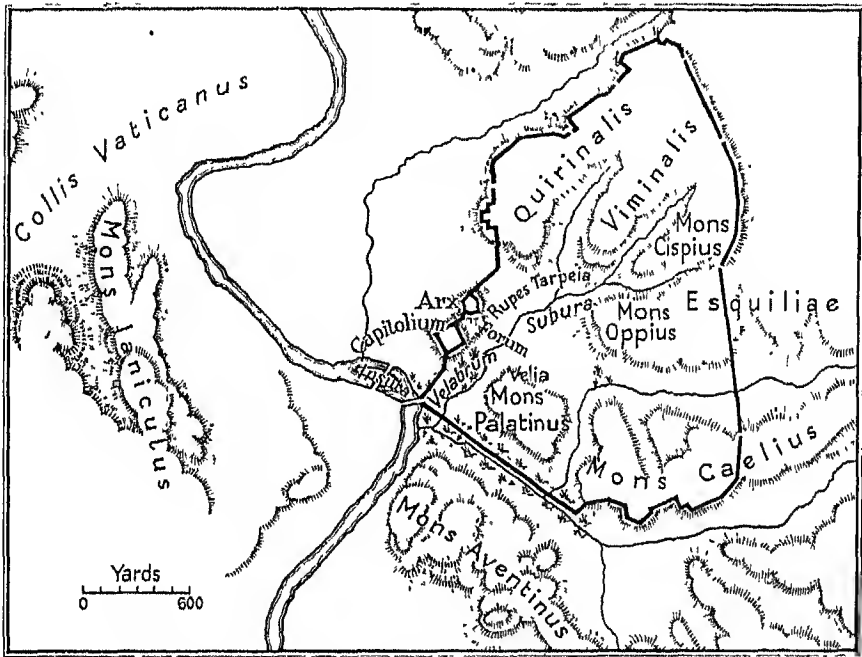 Collis Vaticanus
Mons Ianiculus
Quirinalis
Viminalis
Mons
Cispius
Arx
Rupes Tarpeia
Capitolium
Forum
Subura
Mons
Oppius
Esquiliae
Insula
Velabrum
Velia
Mons
Palatinus
Mons Caelius
Mons Aventinus
Yards
0 600